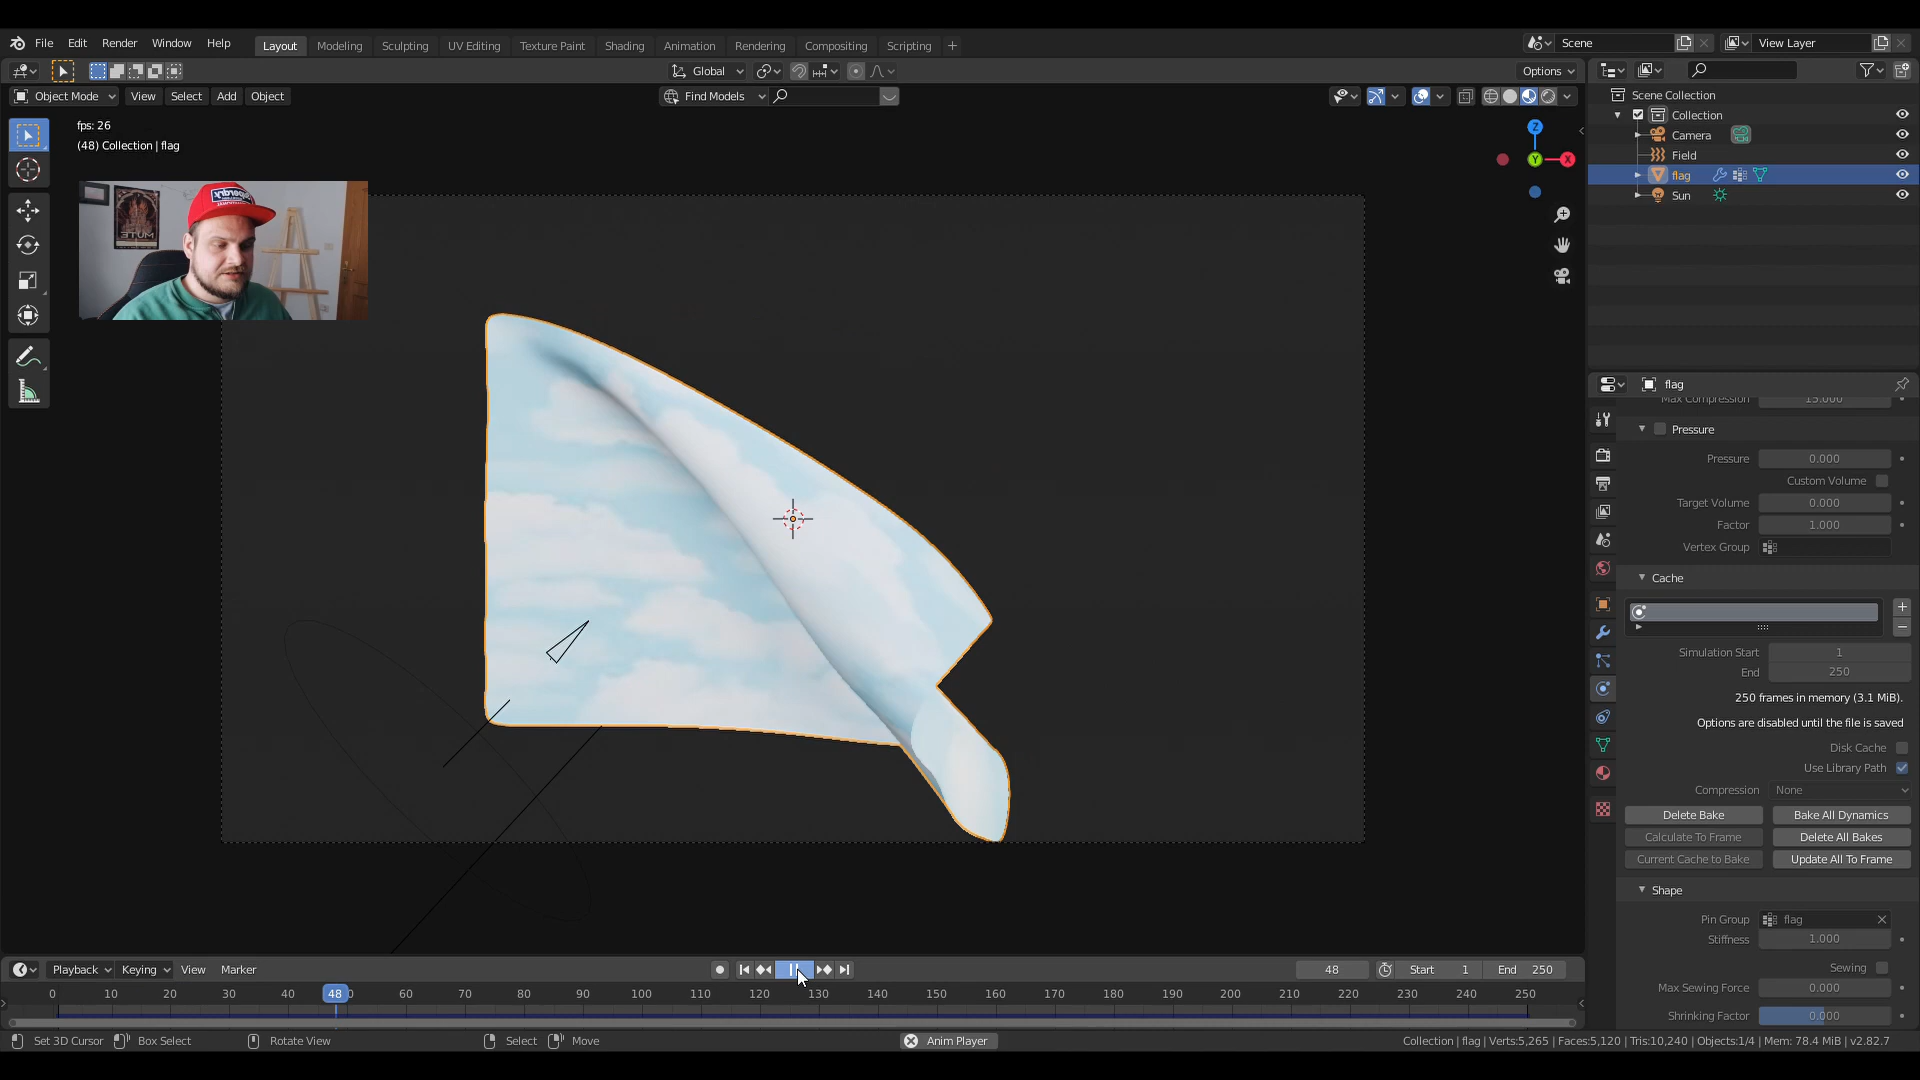 File Edit Render Window Help Layout Modeling Sculpting UV Editing Texture Paint Shading Animation Rendering Compositing Scripting + Scene View Layer
Global Options
Object Mode View Select Add Object Find Models
Scene Collection
Collection
Camera
Field
flag
Sun
fps: 26
(48) Collection | flag
Z
Y
X
MUTE
flag
Max Compression 15.000
Pressure
Pressure 0.000
Custom Volume
Target Volume 0.000
Factor 1.000
Vertex Group
Cache
Simulation Start 1
End 250
250 frames in memory (3.1 MiB).
Options are disabled until the file is saved
Disk Cache
Use Library Path
Compression None
Delete Bake Bake All Dynamics
Calculate To Frame Delete All Bakes
Current Cache to Bake Update All To Frame
Shape
Pin Group flag
Stiffness 1.000
Sewing
Max Sewing Force 0.000
Shrinking Factor 0.000
Playback Keying View Marker 48 Start 1 End 250
0 10 20 30 40 48 0 60 70 80 90 100 110 120 130 140 150 160 170 180 190 200 210 220 230 240 250
Set 3D Cursor Box Select Rotate View Select Move Anim Player Collection | flag | Verts:5,265 | Faces:5,120 | Tris:10,240 | Objects:1/4 | Mem: 78.4 MiB | v2.82.7